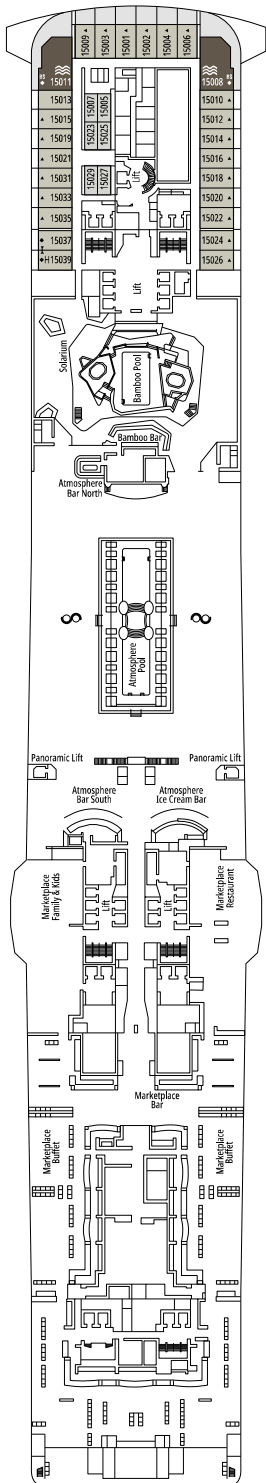 15009
15003
15001
15002
15004
15006
15011
15008
15013
15007
15005
15010
15015
15012
15019
15023
15025
15014
15021
15016
15031
15029
15027
Lift
15018
15033
15020
15035
15022
15037
15024
H15039
15026
Lift
Solarium
Bamboo Pool
Bamboo Bar
Atmosphere
Bar North
Atmosphere
Pool
Panoramic Lift
Panoramic Lift
Atmosphere
Bar South
Atmosphere
Ice Cream Bar
Marketplace
Family & Kids
Lift
Lift
Marketplace
Restaurant
Marketplace
Bar
Marketplace
Buffet
Marketplace
Buffet